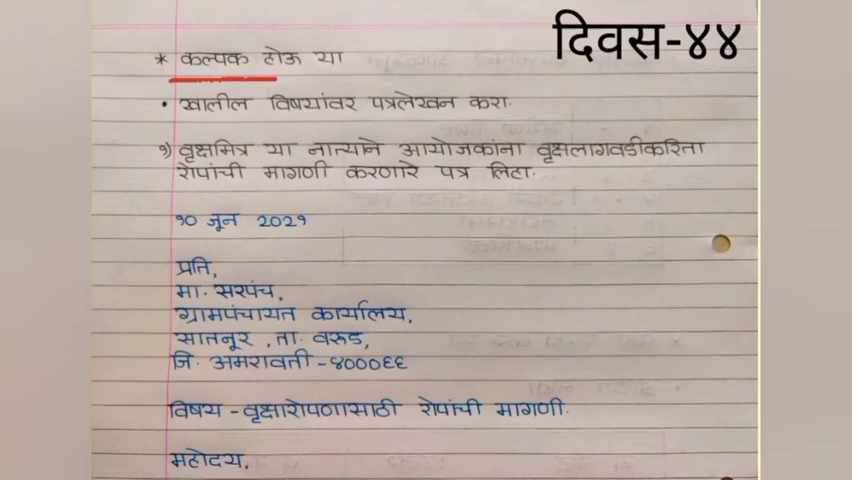 दिवस-४४
* कल्पक होऊ या
• खालील विषयांवर पत्रलेखन करा.
१) वृक्षमित्र या नात्याने आयोजकांना वृक्षलागवडीकरिता
रोपांची मागणी करणारे पत्र लिहा.
१० जून २०२१
प्रति,
मा. सरपंच,
ग्रामपंचायत कार्यालय,
सातनूर, ता. वरुड,
जि. अमरावती - ४०००६६
विषय - वृक्षारोपणासाठी रोपांची मागणी.
महोदय,